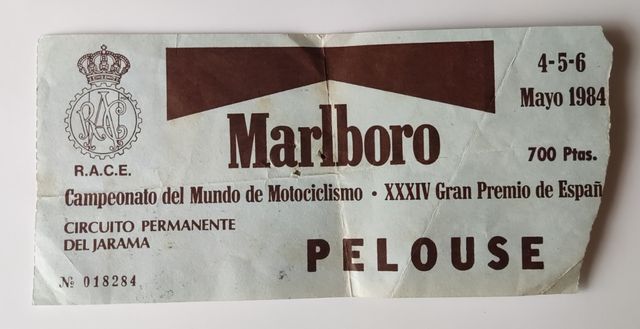 4-5-6
Mayo 1984
Marlboro
R.A.C.E.
700 Ptas.
Campeonato del Mundo de Motociclismo · XXXIV Gran Premio de Españ
CIRCUITO PERMANENTE
DEL JARAMA
PELOUSE
Nº 018284